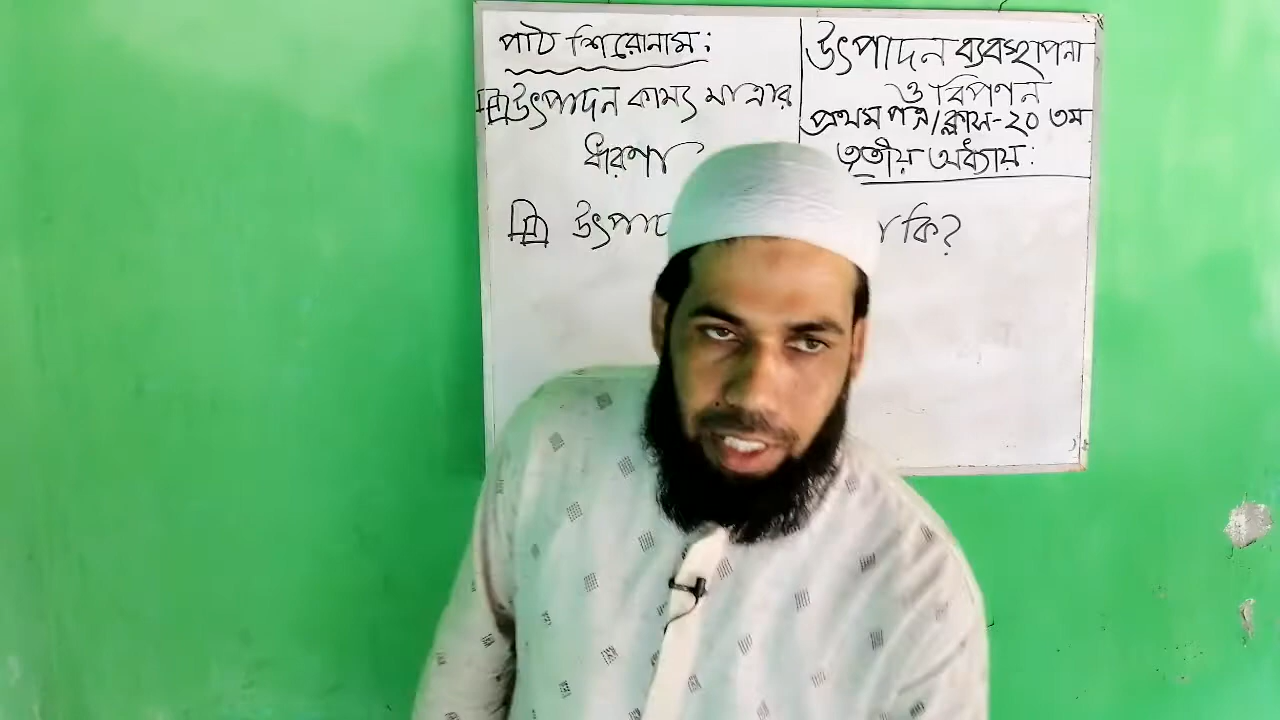 পাঠ শিরোনাম:
উৎপাদন কাম্য মাত্রার
ধারণা
উৎপাদন ব্যবস্থাপনা
ও বিপণন
প্রথম পত্র/ক্লাস-২০ তম
তৃতীয় অধ্যায়:
কি?